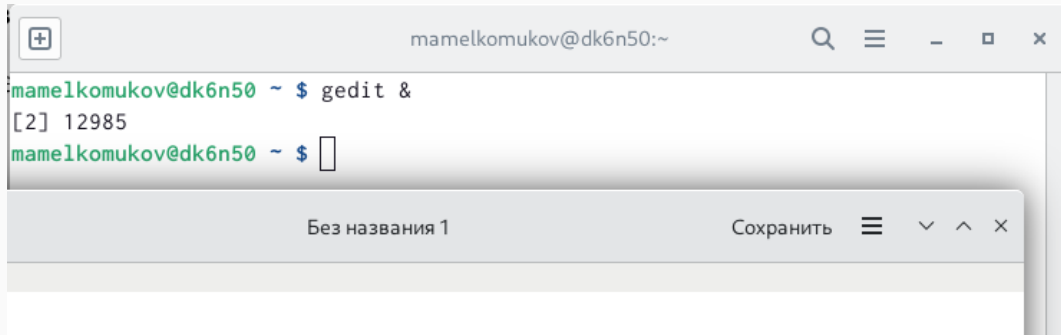 mamelkomukov@dk6n50:~
mamelkomukov@dk6n50 ~ $ gedit &
[2] 12985
mamelkomukov@dk6n50 ~ $
Без названия 1 Сохранить